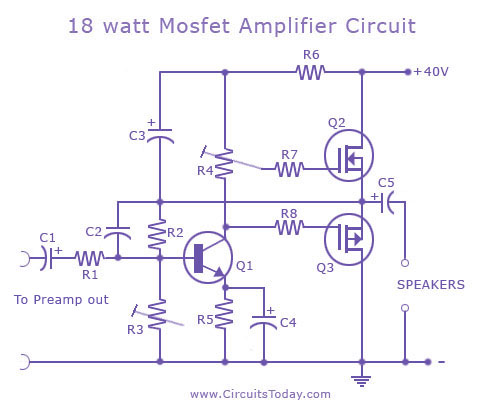 18 watt Mosfet Amplifier Circuit
R6
+40V
+
C3
Q2
R4
R7
+
C5
C2
R2
R8
C1
+
R1
Q1
Q3
SPEAKERS
To Preamp out
R3
R5
+
C4
-
www.CircuitsToday.com